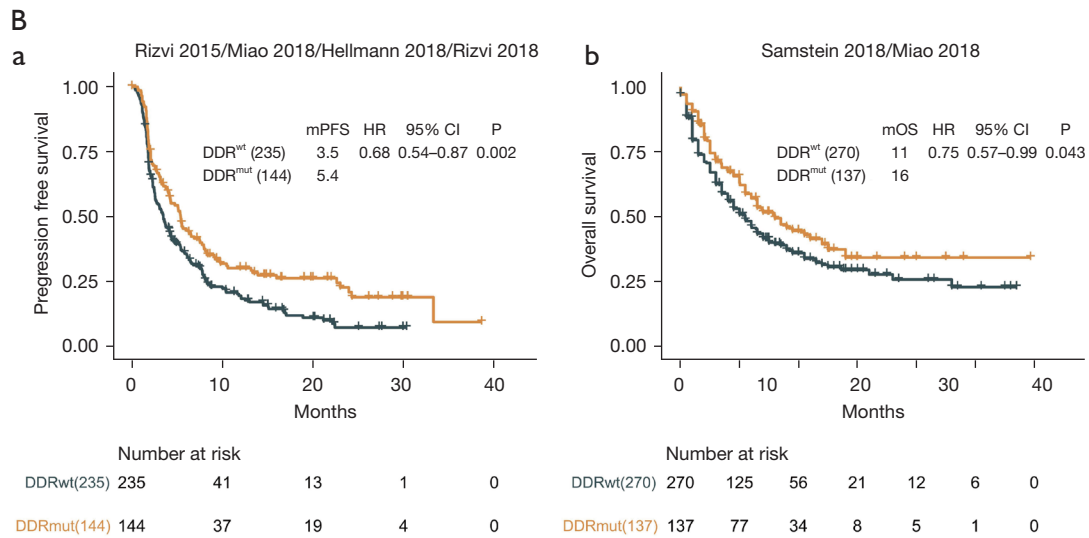 B
a
Rizvi 2015/Miao 2018/Hellmann 2018/Rizvi 2018
Pregression free survival
1.00
0.75
0.50
0.25
0.00
mPFS HR 95% CI P
DDRwt (235) 3.5 0.68 0.54–0.87 0.002
DDRmut (144) 5.4
0 10 20 30 40
Months
Number at risk
DDRwt(235) 235 41 13 1 0
DDRmut(144) 144 37 19 4 0
b
Samstein 2018/Miao 2018
Overall survival
1.00
0.75
0.50
0.25
0.00
mOS HR 95% CI P
DDRwt (270) 11 0.75 0.57–0.99 0.043
DDRmut (137) 16
0 10 20 30 40
Months
Number at risk
DDRwt(270) 270 125 56 21 12 6 0
DDRmut(137) 137 77 34 8 5 1 0